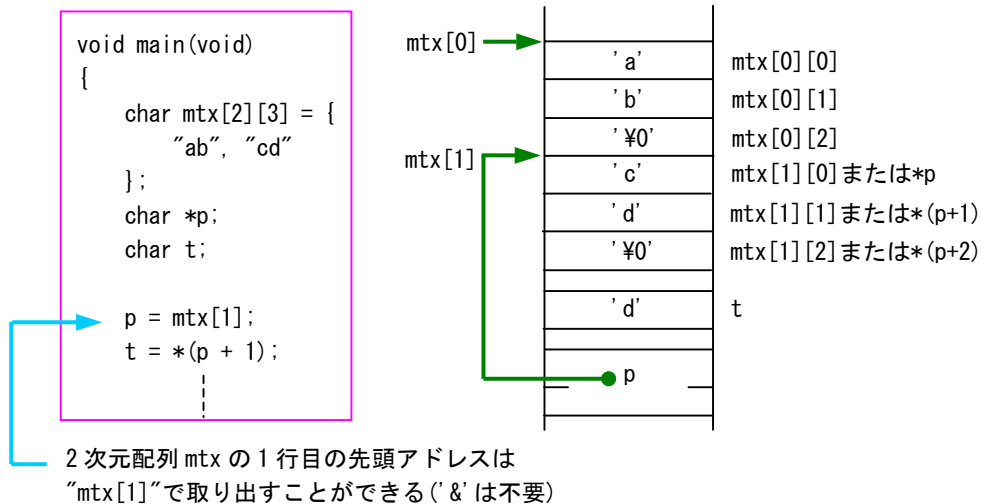 void main(void)
{
char mtx[2][3] = {
"ab", "cd"
};
char *p;
char t;
p = mtx[1];
t = *(p + 1);
mtx[0]
mtx[1]
'a' mtx[0][0]
'b' mtx[0][1]
'¥0' mtx[0][2]
'c' mtx[1][0]または*p
'd' mtx[1][1]または*(p+1)
'¥0' mtx[1][2]または*(p+2)
'd' t
p
2次元配列 mtx の1行目の先頭アドレスは
"mtx[1]"で取り出すことができる('&'は不要)